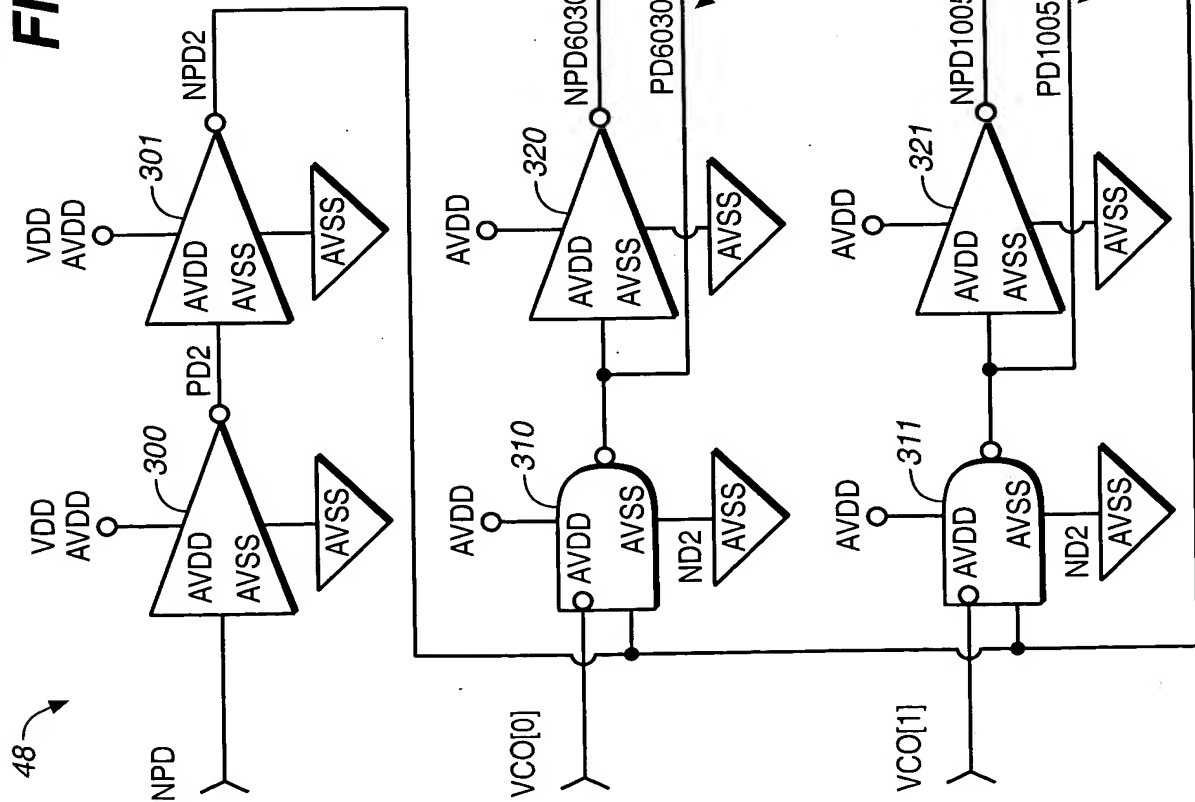 FI
48
NPD
VDD
AVDD
300
AVDD
AVSS
AVSS
PD2
VDD
AVDD
301
AVDD
AVSS
AVSS
NPD2
VCO[0]
AVDD
310
AVDD
AVSS
ND2
AVSS
AVDD
320
AVDD
AVSS
AVSS
NPD6030
PD6030
VCO[1]
AVDD
311
AVDD
AVSS
ND2
AVSS
AVDD
321
AVDD
AVSS
AVSS
NPD1005
PD1005